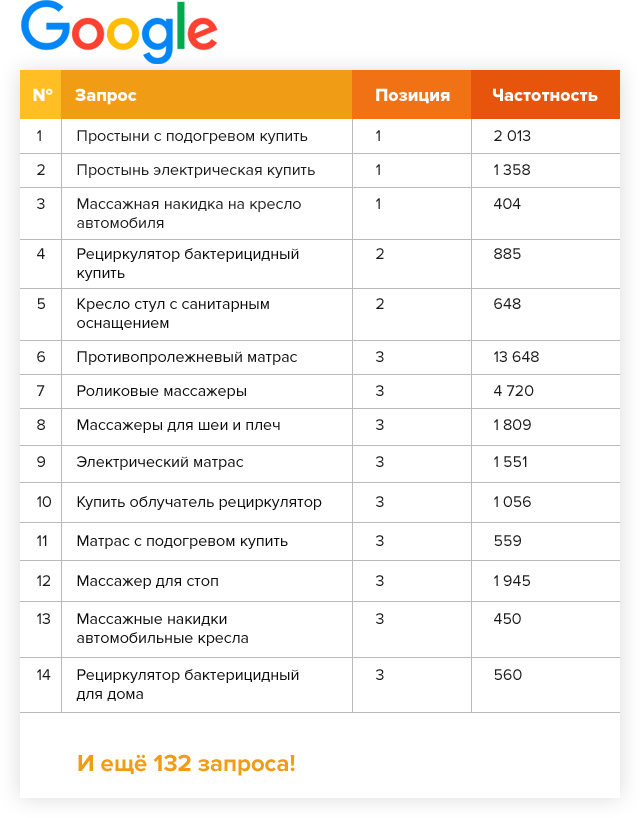 Google
№ Запрос Позиция Частотность
1 Простыни с подогревом купить 1 2 013
2 Простынь электрическая купить 1 1 358
3 Массажная накидка на кресло 1 404
автомобиля
4 Рециркулятор бактерицидный 2 885
купить
5 Кресло стул с санитарным 2 648
оснащением
6 Противопролежневый матрас 3 13 648
7 Роликовые массажеры 3 4 720
8 Массажеры для шеи и плеч 3 1 809
9 Электрический матрас 3 1 551
10 Купить облучатель рециркулятор 3 1 056
11 Матрас с подогревом купить 3 559
12 Массажер для стоп 3 1 945
13 Массажные накидки 3 450
автомобильные кресла
14 Рециркулятор бактерицидный 3 560
для дома
И ещё 132 запроса!